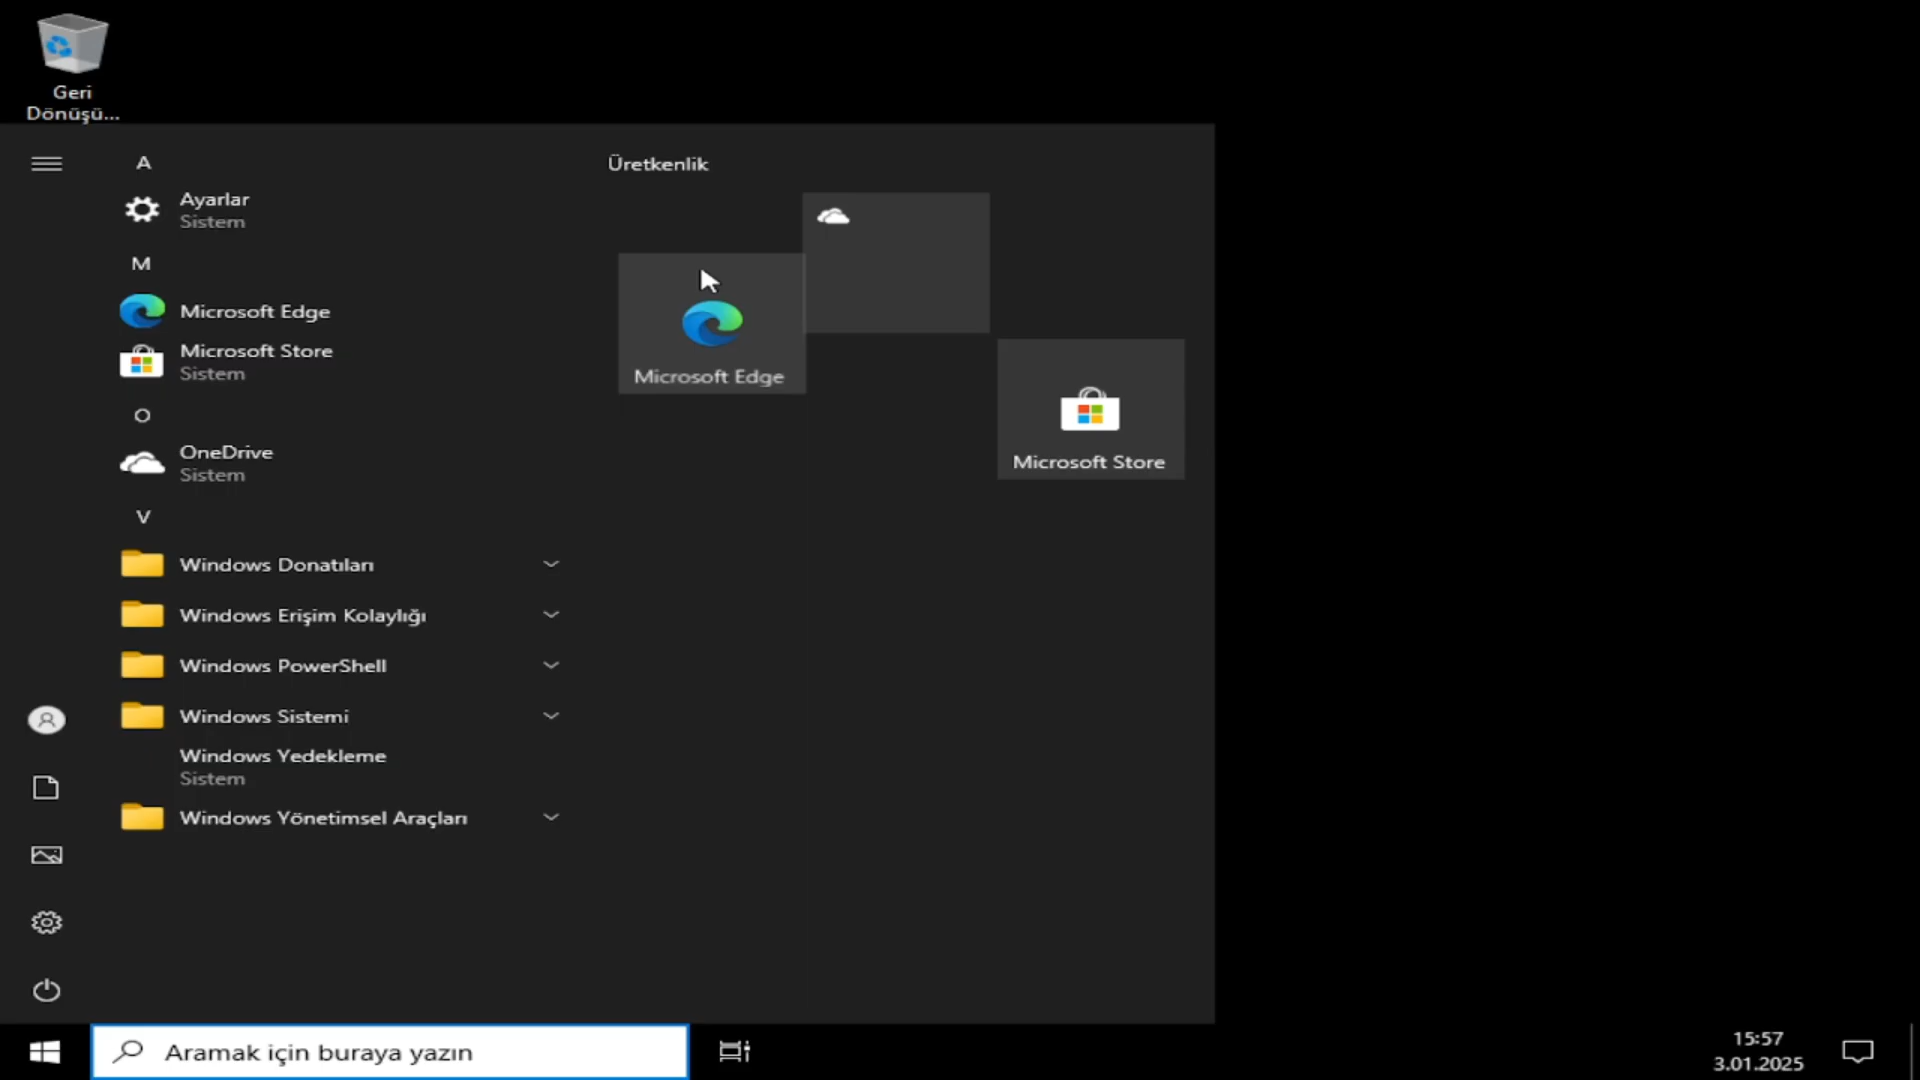 Geri
Dönüşü...
A
Ayarlar
Sistem
M
Microsoft Edge
Microsoft Store
Sistem
O
OneDrive
Sistem
V
Windows Donatıları
Windows Erişim Kolaylığı
Windows PowerShell
Windows Sistemi
Windows Yedekleme
Sistem
Windows Yönetimsel Araçları
Üretkenlik
Microsoft Edge
Microsoft Store
Aramak için buraya yazın
15:57
3.01.2025